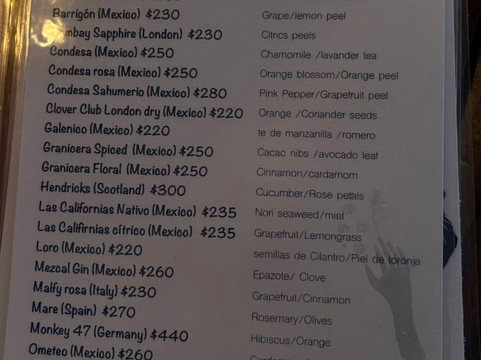 Barrigón (Mexico) $230 Grape/lemon peel
Sapphire (London) $230 Citrics peels
Condesa (Mexico) $250 Chamomile /lavander tea
Condesa rosa (Mexico) $250 Orange blossom/Orange peel
Condesa Sahumerio (Mexico) $280 Pink Pepper/Grapefruit peel
Clover Club London dry (Mexico) $220 Orange /Coriander seeds
Galenico (Mexico) $220 te de manzanilla /romero
Granicera Spiced (Mexico) $250 Cacao nibs /avocado leaf
Granicera Floral (Mexico) $250 Cinnamon/cardamom
Hendricks (Scotland) $300 Cucumber/Rose petals
Las Californias Nativo (Mexico) $235 Nori seaweed/miel
Las Califirnias cítrico (Mexico) $235 Grapefruit/Lemongrass
Loro (Mexico) $220 semillas de Cilantro/Piel de toronja
Mezcal Gin (Mexico) $260 Epazote/ Clove
Malfy rosa (Italy) $230 Grapefruit/Cinnamon
Mare (Spain) $270 Rosemary/Olives
Monkey 47 (Germany) $440 Hibiscus/Orange
Ometeo (Mexico) $260